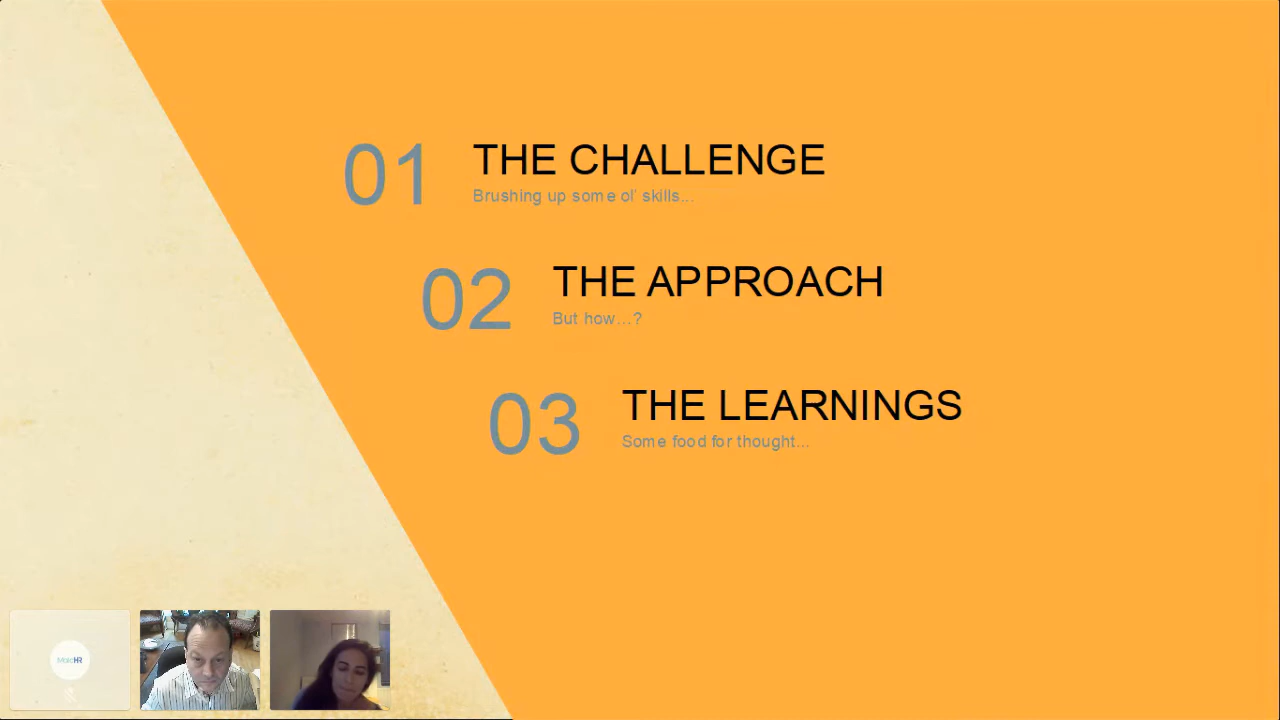 01 THE CHALLENGE
Brushing up some ol' skills...
02 THE APPROACH
But how...?
03 THE LEARNINGS
Some food for thought...